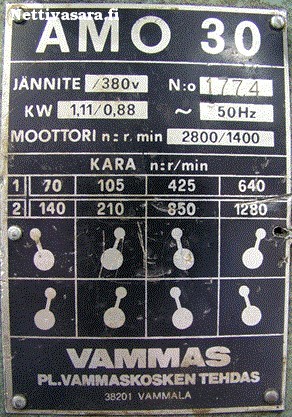 Nettivasara.fi
AMO 30
JÄNNITE /380v N:o 1774
KW 1,11/0,88 ~ 50Hz
MOOTTORI n=r. min 2800/1400
KARA n=r/min
1 70 105 425 640
2 140 210 850 1280
VAMMAS
PL.VAMMASKOSKEN TEHDAS
38201 VAMMALA